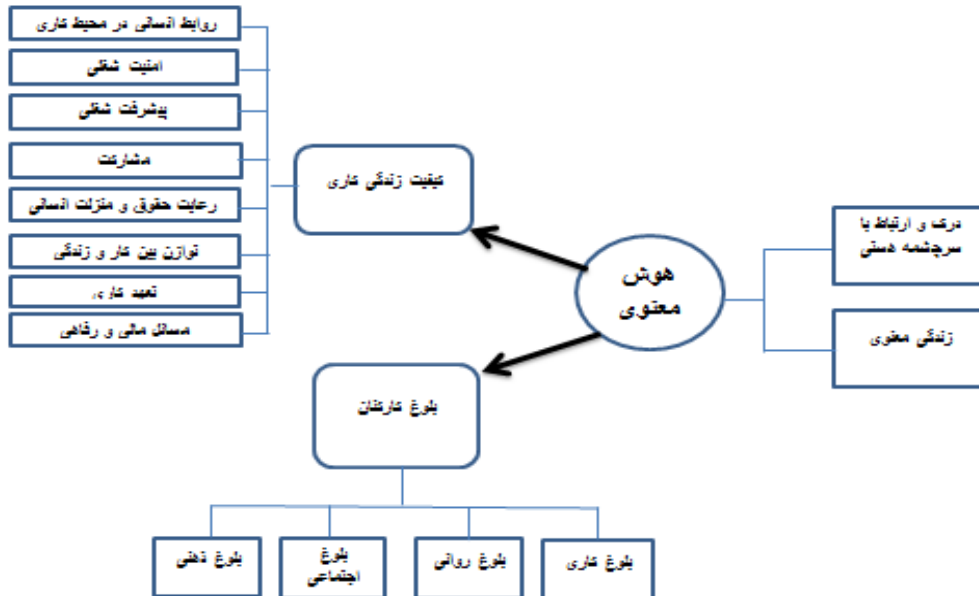 روابط انسانی در محیط کاری
امنیت شغلی
پیشرفت شغلی
مشارکت
رعایت حقوق و منزلت انسانی
توازن بین کار و زندگی
تعهد کاری
مسائل مالی و رفاهی
کیفیت زندگی کاری
هوش
معنوی
درک و ارتباط با
سرچشمه هستی
زندگی معنوی
بلوغ کارکنان
بلوغ کاری
بلوغ روانی
بلوغ
اجتماعی
بلوغ ذهنی